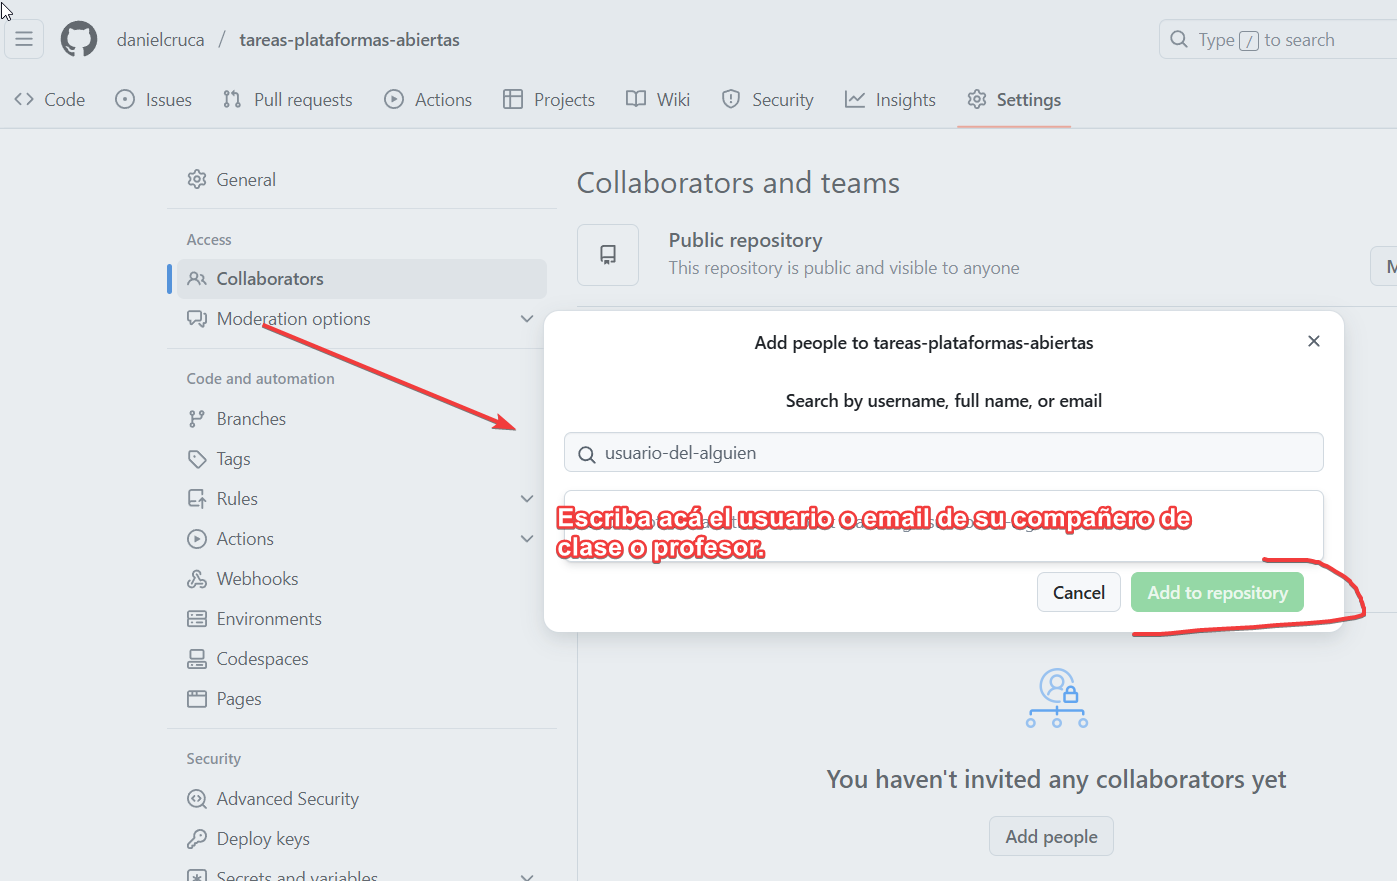 danielcruca / tareas-plataformas-abiertas
Type / to search
Code
Issues
Pull requests
Actions
Projects
Wiki
Security
Insights
Settings
General
Access
Collaborators
Moderation options
Code and automation
Branches
Tags
Rules
Actions
Webhooks
Environments
Codespaces
Pages
Security
Advanced Security
Deploy keys
Secrets and variables
Collaborators and teams
Public repository
This repository is public and visible to anyone
M
Add people to tareas-plataformas-abiertas
Search by username, full name, or email
usuario-del-alguien
Escriba acá el usuario o email de su compañero de
clase o profesor.
Cancel
Add to repository
You haven't invited any collaborators yet
Add people